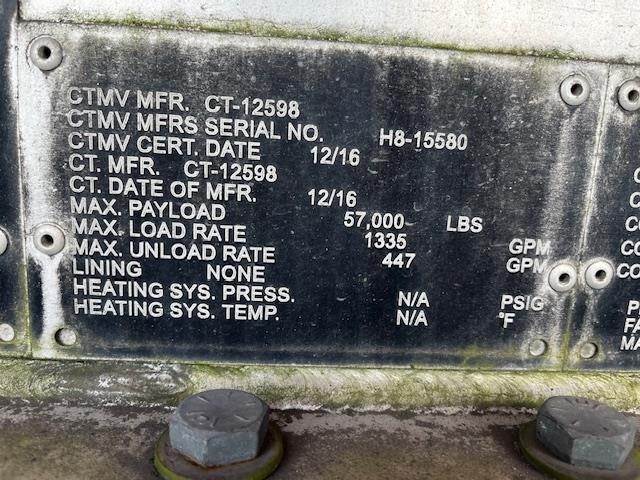 CTMV MFR. CT-12598
CTMV MFRS SERIAL NO. H8-15580
CTMV CERT. DATE 12/16
CT. MFR. CT-12598
CT. DATE OF MFR. 12/16
MAX. PAYLOAD 57,000 LBS
MAX. LOAD RATE 1335 GPM
MAX. UNLOAD RATE 447 GPM
LINING NONE
HEATING SYS. PRESS. N/A PSIG
HEATING SYS. TEMP. N/A °F